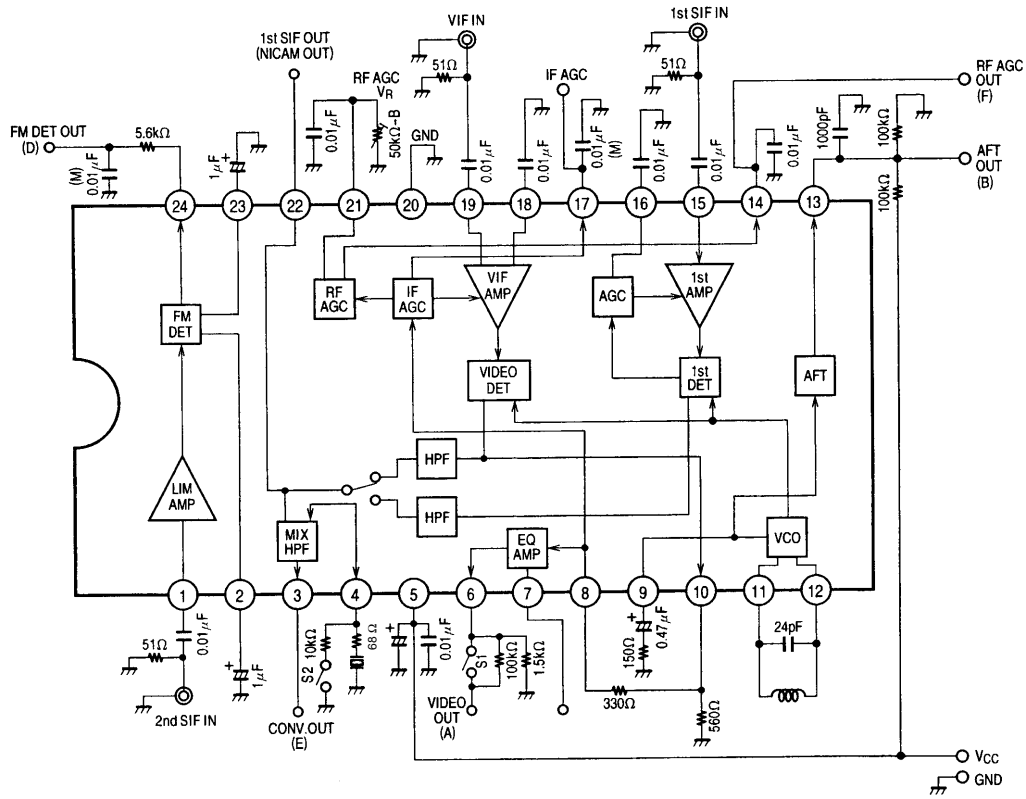 VIF IN
1st SIF IN
1st SIF OUT
(NICAM OUT)
51Ω
51Ω
RF AGC
VR
IF AGC
RF AGC
OUT
(F)
FM DET OUT
(D)
5.6kΩ
(M)
0.01μF
1μF
+
0.01μF
50kΩ-B
GND
0.01μF
0.01μF
0.01μF
(M)
0.01μF
0.01μF
0.01μF
1000pF
100kΩ
AFT
OUT
(B)
100kΩ
24
23
22
21
20
19
18
17
16
15
14
13
FM
DET
RF
AGC
IF
AGC
VIF
AMP
AGC
1st
AMP
VIDEO
DET
1st
DET
AFT
LIM
AMP
HPF
HPF
MIX
HPF
EQ
AMP
VCO
1
2
3
4
5
6
7
8
9
10
11
12
51Ω
0.01μF
+
1μF
2nd SIF IN
S2
10kΩ
68Ω
+
0.01μF
S1
100kΩ
1.5kΩ
+
0.47μF
150Ω
24pF
330Ω
560Ω
CONV.OUT
(E)
VIDEO
OUT
(A)
VCC
GND